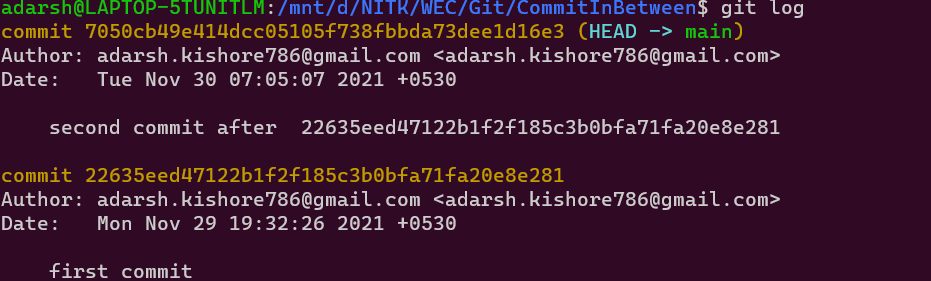 adarsh@LAPTOP-5TUNITLM:/mnt/d/NITK/WEC/Git/CommitInBetween$ git log
commit 7050cb49e414dcc05105f738fbbda73dee1d16e3 (HEAD -> main)
Author: adarsh.kishore786@gmail.com <adarsh.kishore786@gmail.com>
Date:   Tue Nov 30 07:05:07 2021 +0530
    second commit after  22635eed47122b1f2f185c3b0bfa71fa20e8e281
commit 22635eed47122b1f2f185c3b0bfa71fa20e8e281
Author: adarsh.kishore786@gmail.com <adarsh.kishore786@gmail.com>
Date:   Mon Nov 29 19:32:26 2021 +0530
    first commit